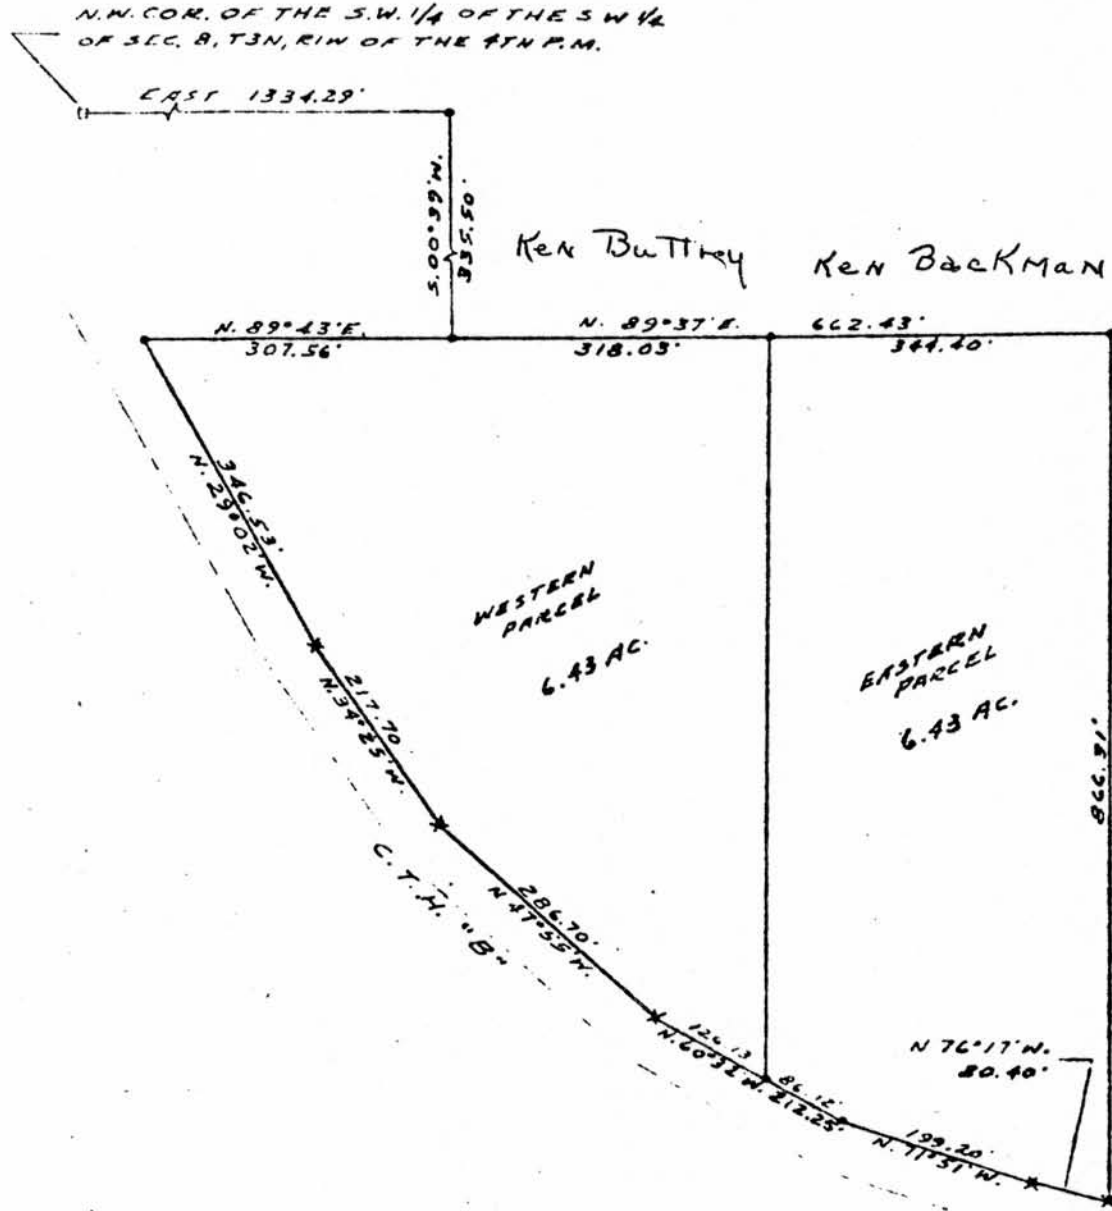 N.W. COR. OF THE S.W. 1/4 OF THE S W 1/4
OF SEC. 8, T3N, R1W OF THE 4TH P.M.
EAST 1334.29'
S.00°39'W.
335.50'
Ken Buttrey
Ken Backman
N. 89°43'E.
307.56'
N. 89°37'E.
662.43'
318.03'
344.40'
346.53'
N. 29°02'W.
WESTERN
PARCEL
6.43 AC.
EASTERN
PARCEL
6.43 AC.
217.70
N.34°25'W.
866.31'
C.T.H. "B"
286.70'
N 47°55'W.
126.13
N.60°32'W. 212.25'
86.12'
N 76°17'W.
80.40'
199.20'
N. 71°51'W.